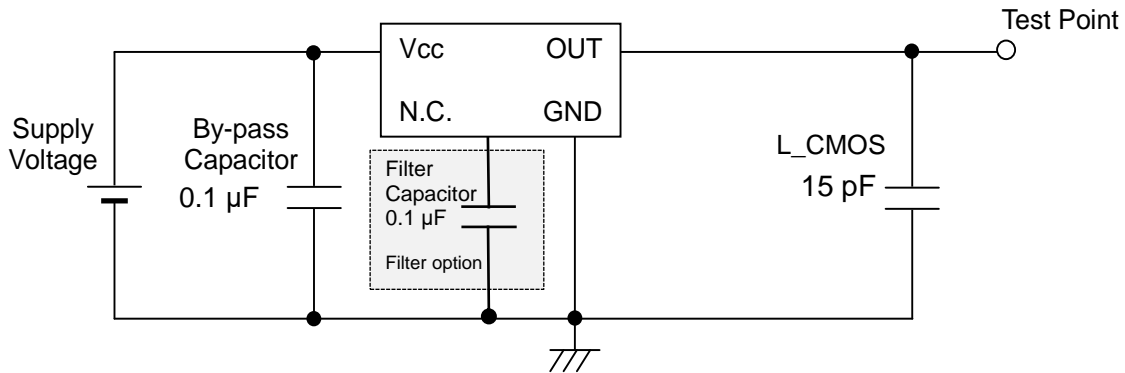 Test Point
Vcc OUT
N.C. GND
Supply
Voltage
By-pass
Capacitor
0.1 µF
Filter
Capacitor
0.1 µF
Filter option
L_CMOS
15 pF